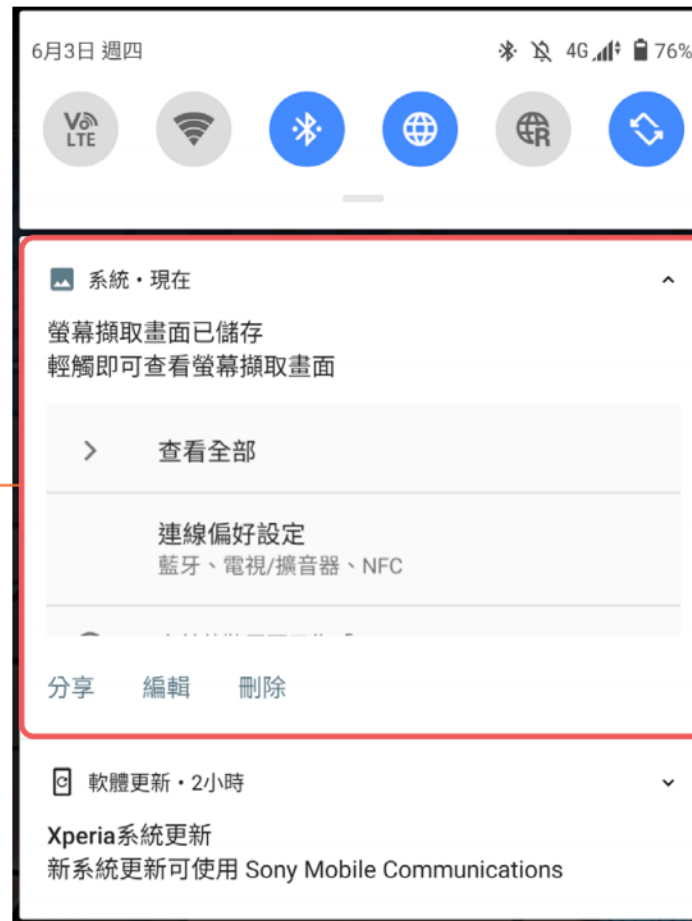 6月3日 週四
4G 76%
Vo
LTE
R
系統・現在
螢幕擷取畫面已儲存
輕觸即可查看螢幕擷取畫面
查看全部
連線偏好設定
藍牙、電視/擴音器、NFC
分享 編輯 刪除
軟體更新・2小時
Xperia系統更新
新系統更新可使用 Sony Mobile Communications